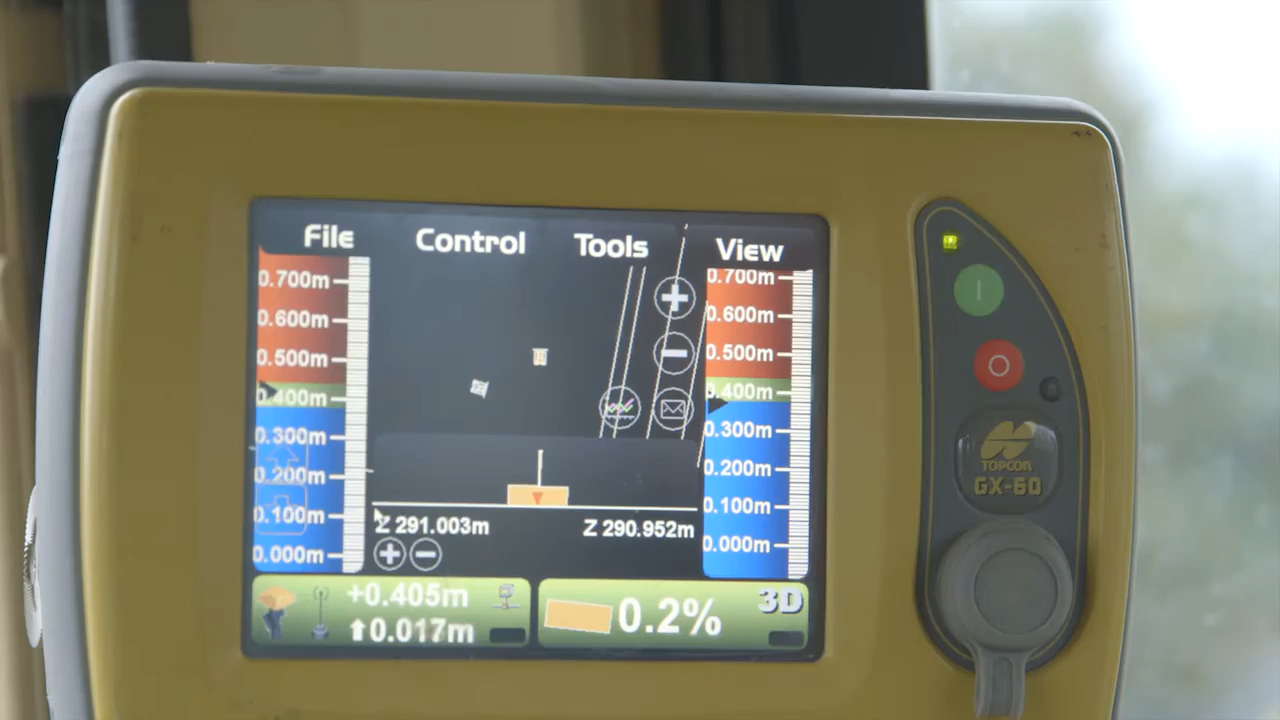 File Control Tools View
0.700m
0.600m
0.500m
0.400m
0.300m
0.200m
0.100m
0.000m
0.700m
0.600m
0.500m
0.400m
0.300m
0.200m
0.100m
0.000m
Z 291.003m Z 290.952m
+0.405m
0.017m
0.2%
3D
TOPCON
GX-60